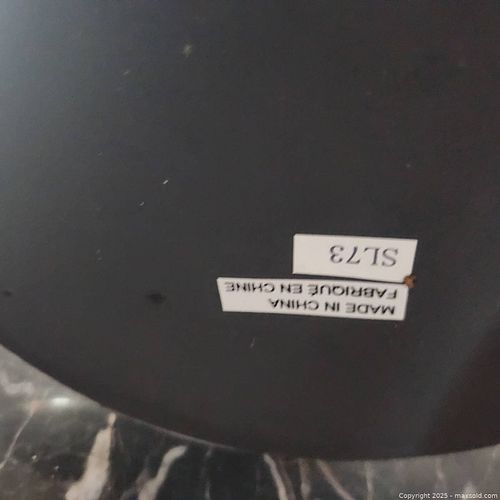 MADE IN CHINA
FABRIQUÉ EN CHINE
SL73
Copyright 2025 - maxsold.com